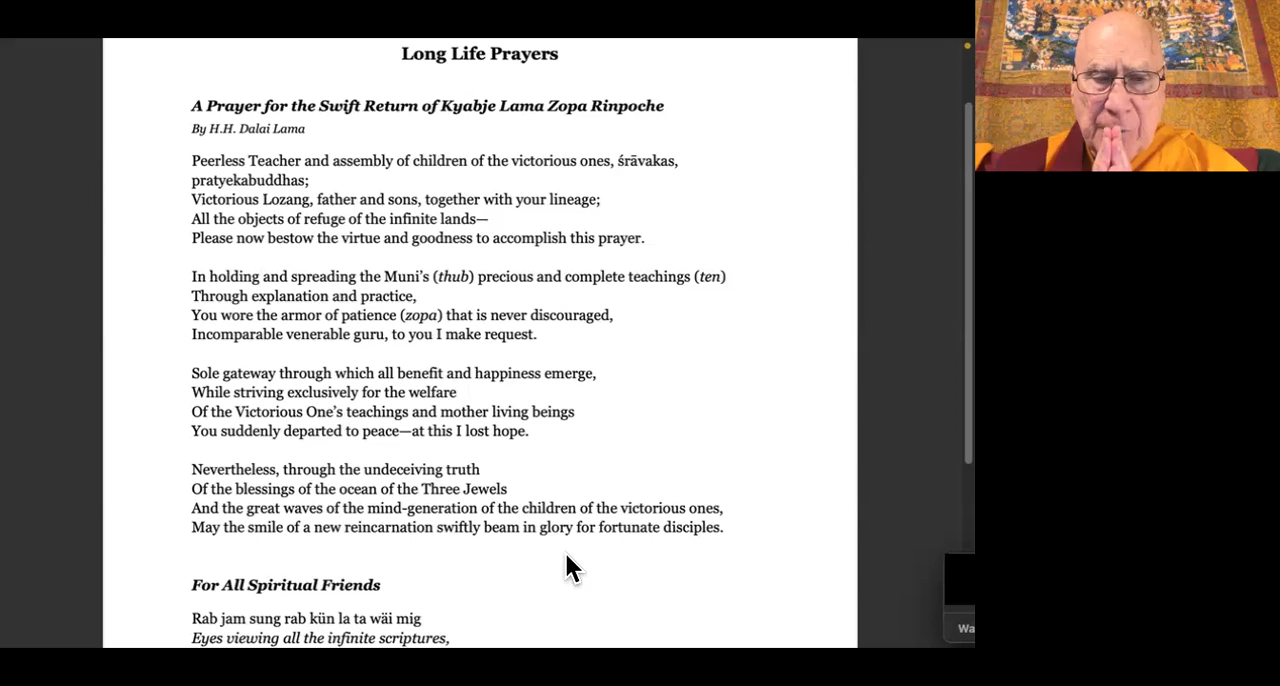 Long Life Prayers
A Prayer for the Swift Return of Kyabje Lama Zopa Rinpoche
By H.H. Dalai Lama
Peerless Teacher and assembly of children of the victorious ones, śrāvakas,
pratyekabuddhas;
Victorious Lozang, father and sons, together with your lineage;
All the objects of refuge of the infinite lands—
Please now bestow the virtue and goodness to accomplish this prayer.
In holding and spreading the Muni’s (thub) precious and complete teachings (ten)
Through explanation and practice,
You wore the armor of patience (zopa) that is never discouraged,
Incomparable venerable guru, to you I make request.
Sole gateway through which all benefit and happiness emerge,
While striving exclusively for the welfare
Of the Victorious One’s teachings and mother living beings
You suddenly departed to peace—at this I lost hope.
Nevertheless, through the undeceiving truth
Of the blessings of the ocean of the Three Jewels
And the great waves of the mind-generation of the children of the victorious ones,
May the smile of a new reincarnation swiftly beam in glory for fortunate disciples.
For All Spiritual Friends
Rab jam sung rab kün la ta wäi mig
Eyes viewing all the infinite scriptures,
Wa